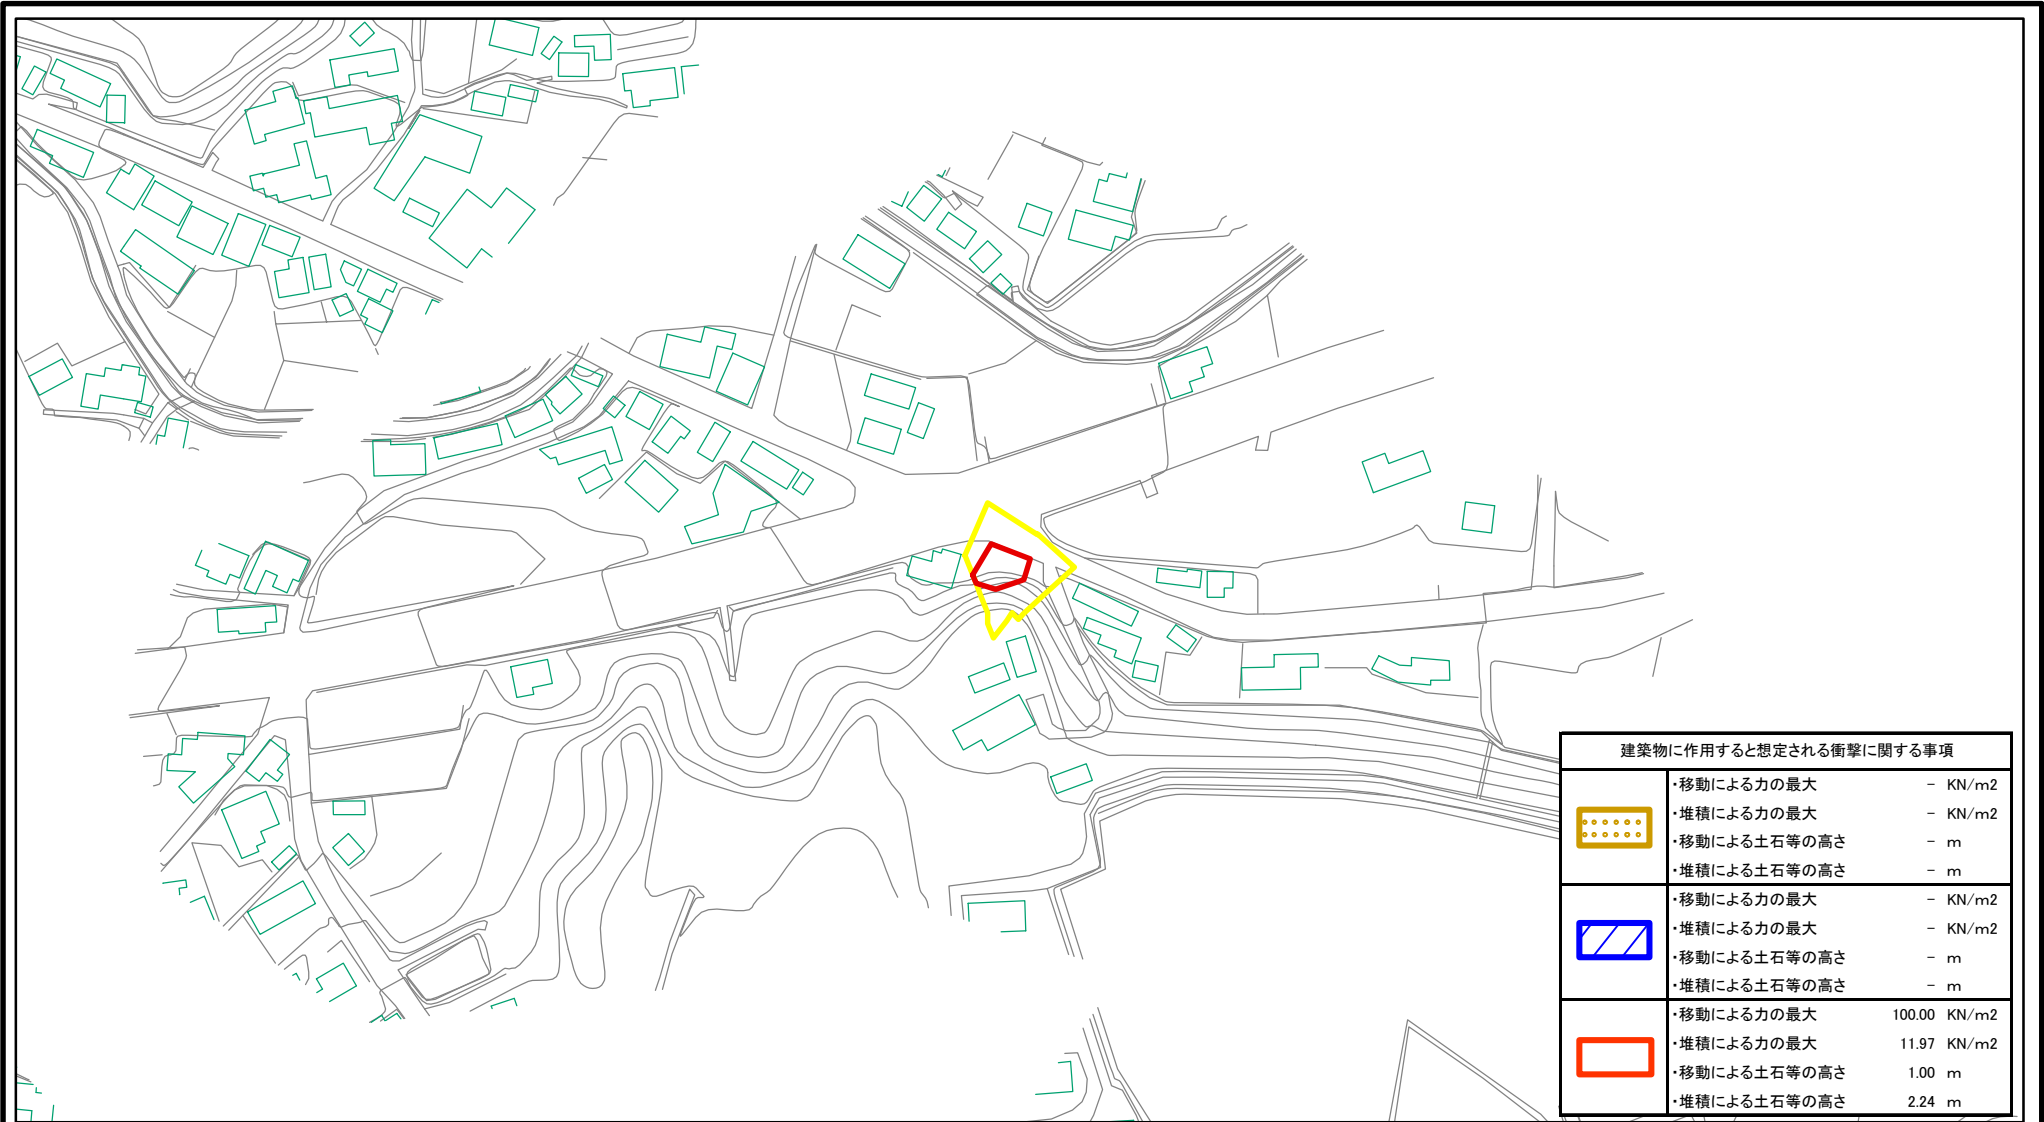 建築物に作用すると想定される衝撃に関する事項
・移動による力の最大 － KN/m2
・堆積による力の最大 － KN/m2
・移動による土石等の高さ － m
・堆積による土石等の高さ － m
・移動による力の最大 － KN/m2
・堆積による力の最大 － KN/m2
・移動による土石等の高さ － m
・堆積による土石等の高さ － m
・移動による力の最大 100.00 KN/m2
・堆積による力の最大 11.97 KN/m2
・移動による土石等の高さ 1.00 m
・堆積による土石等の高さ 2.24 m